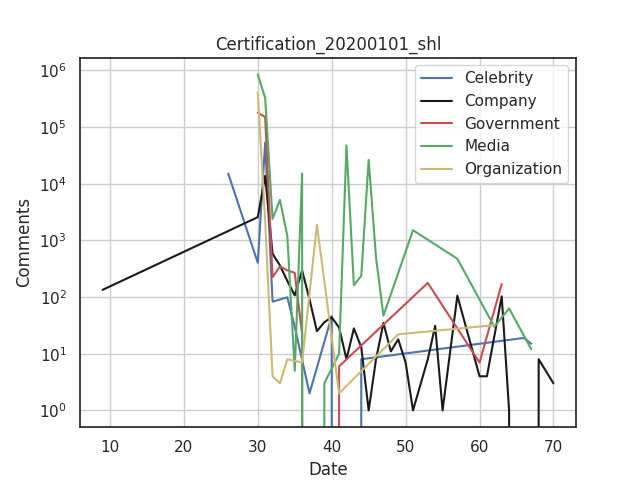 Certification_20200101_shl
Celebrity
Company
Government
Media
Organization
Comments
10^6
10^5
10^4
10^3
10^2
10^1
10^0
10 20 30 40 50 60 70
Date